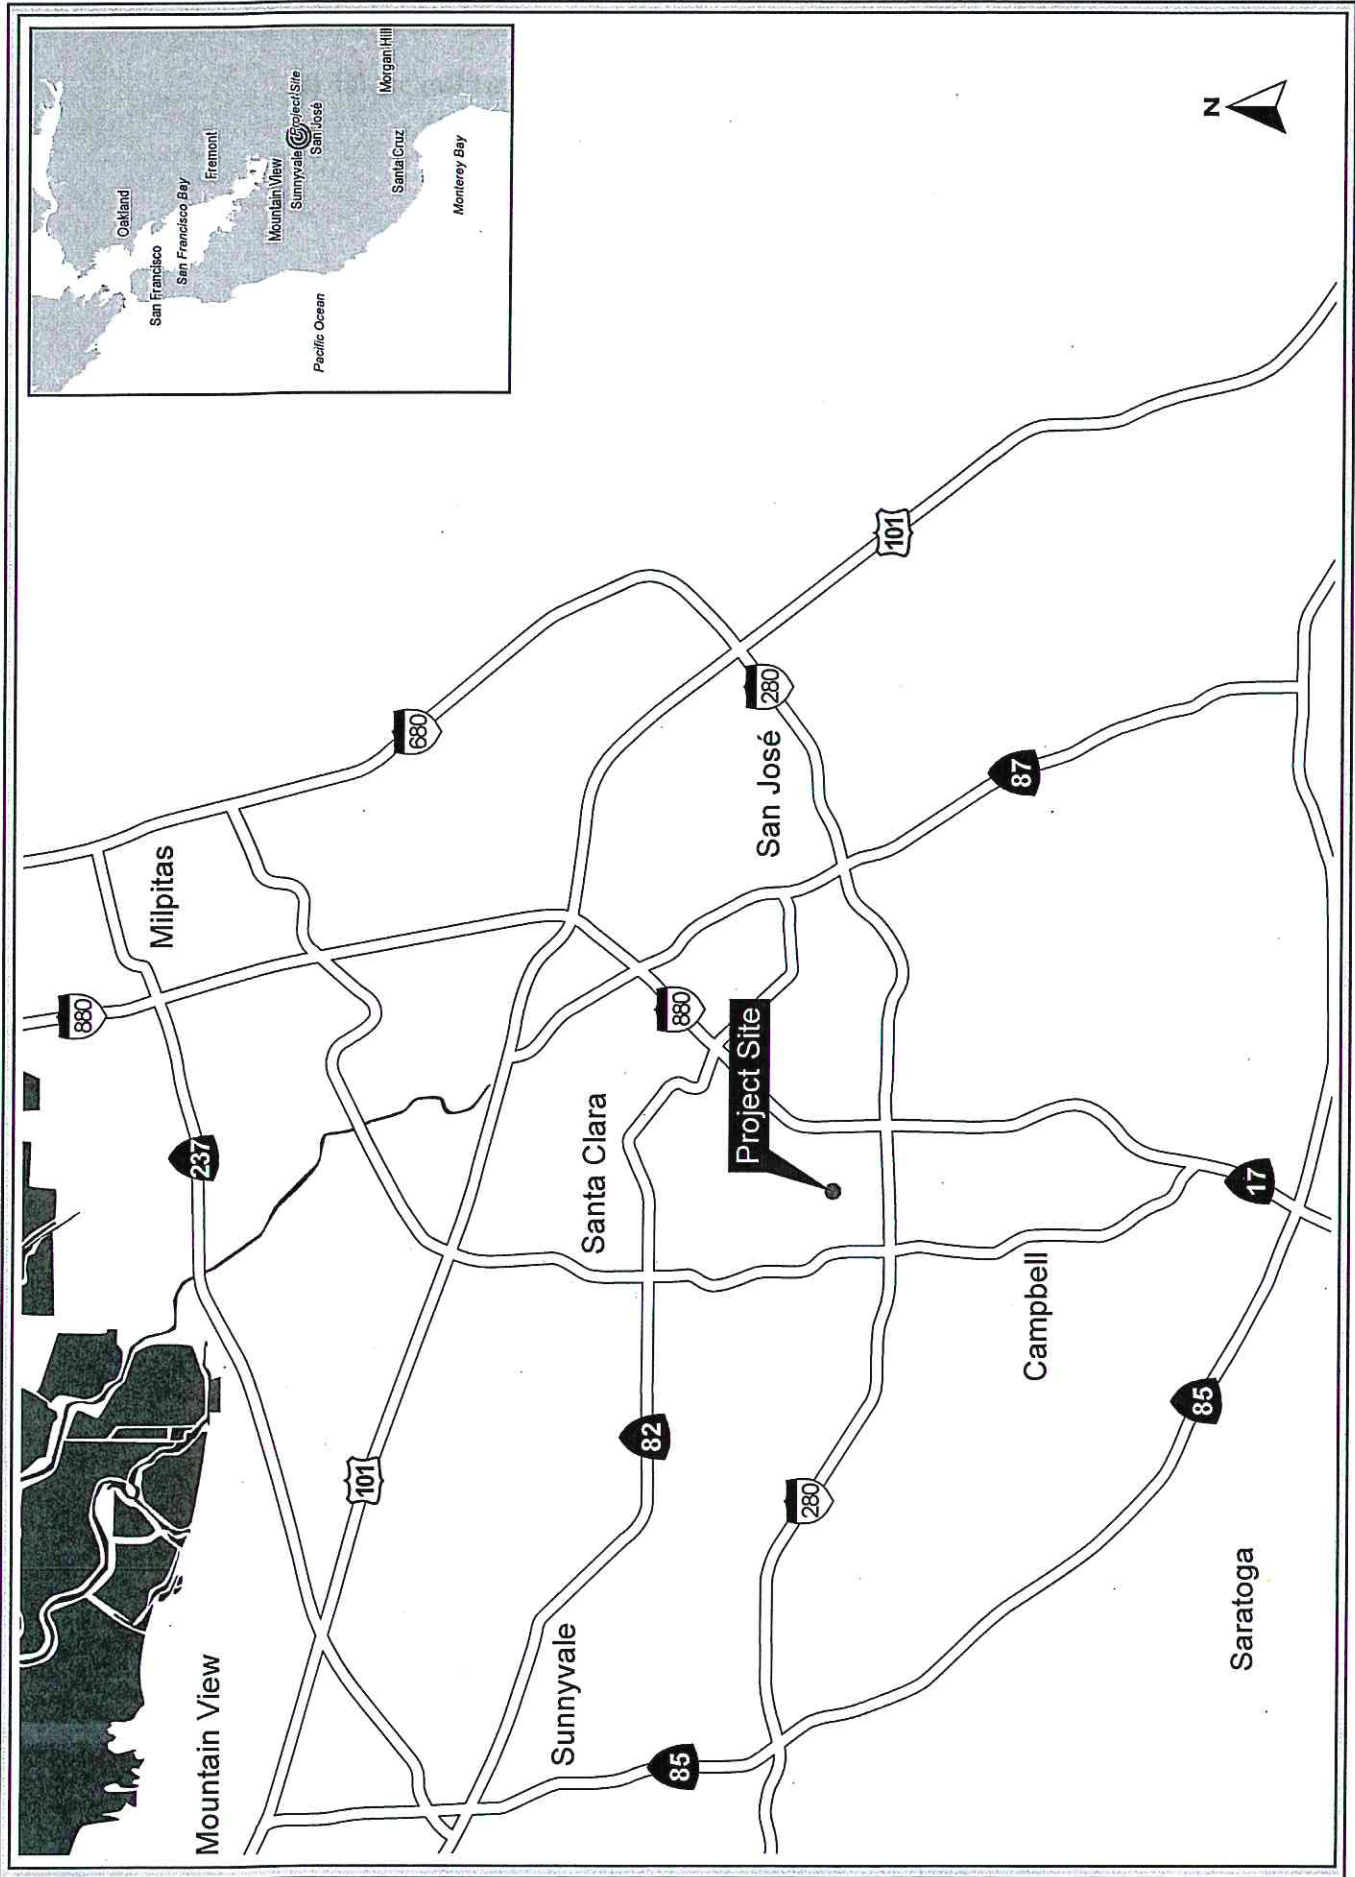 Oakland
San Francisco
San Francisco Bay
Fremont
Mountain View
Sunnyvale
Project Site
San José
Pacific Ocean
Morgan Hill
Santa Cruz
Monterey Bay
880
Milpitas
237
Mountain View
101
680
Sunnyvale
Santa Clara
82
85
880
Project Site
San José
280
280
101
87
Campbell
85
Saratoga
17
N